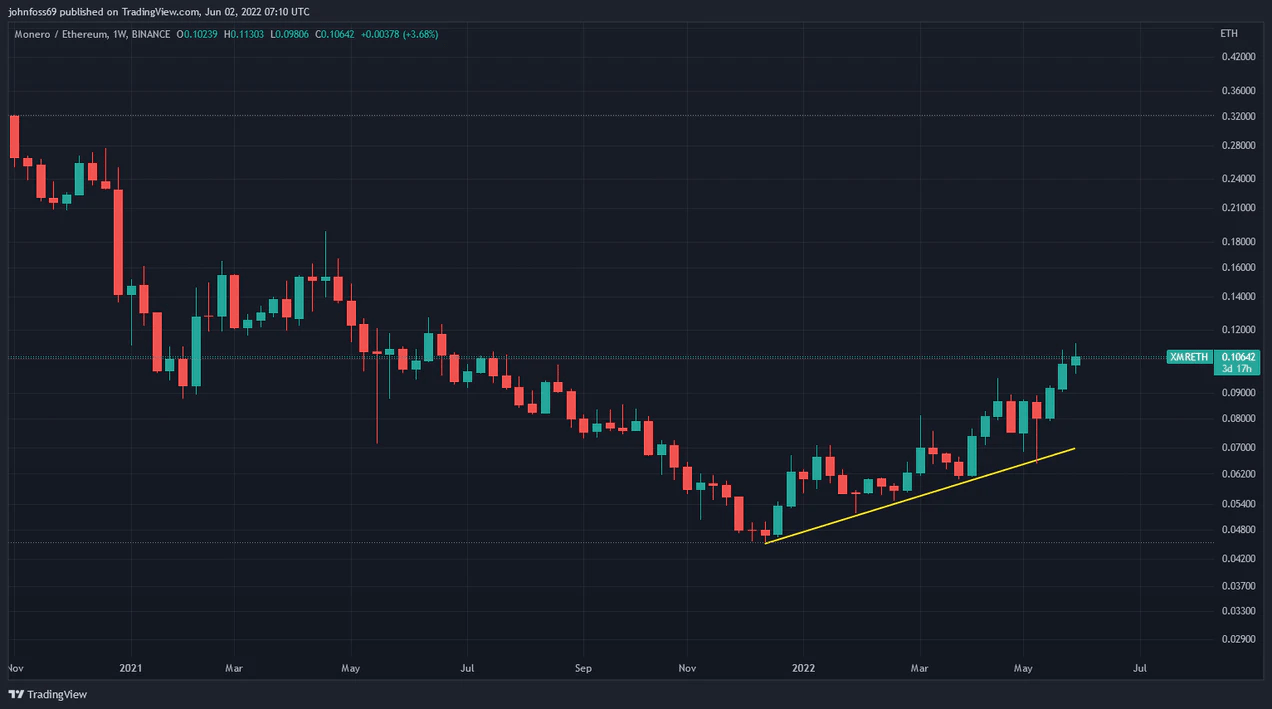 johnfoss69 published on TradingView.com, Jun 02, 2022 07:10 UTC
Monero / Ethereum, 1W, BINANCE O0.10239 H0.11303 L0.09806 C0.10642 +0.00378 (+3.68%)
ETH
0.42000
0.36000
0.32000
0.28000
0.24000
0.21000
0.18000
0.16000
0.14000
0.12000
XMRETH 0.10642
3d 17h
0.09000
0.08000
0.07000
0.06200
0.05400
0.04800
0.04200
0.03700
0.03300
0.02900
Nov 2021 Mar May Jul Sep Nov 2022 Mar May Jul
TradingView